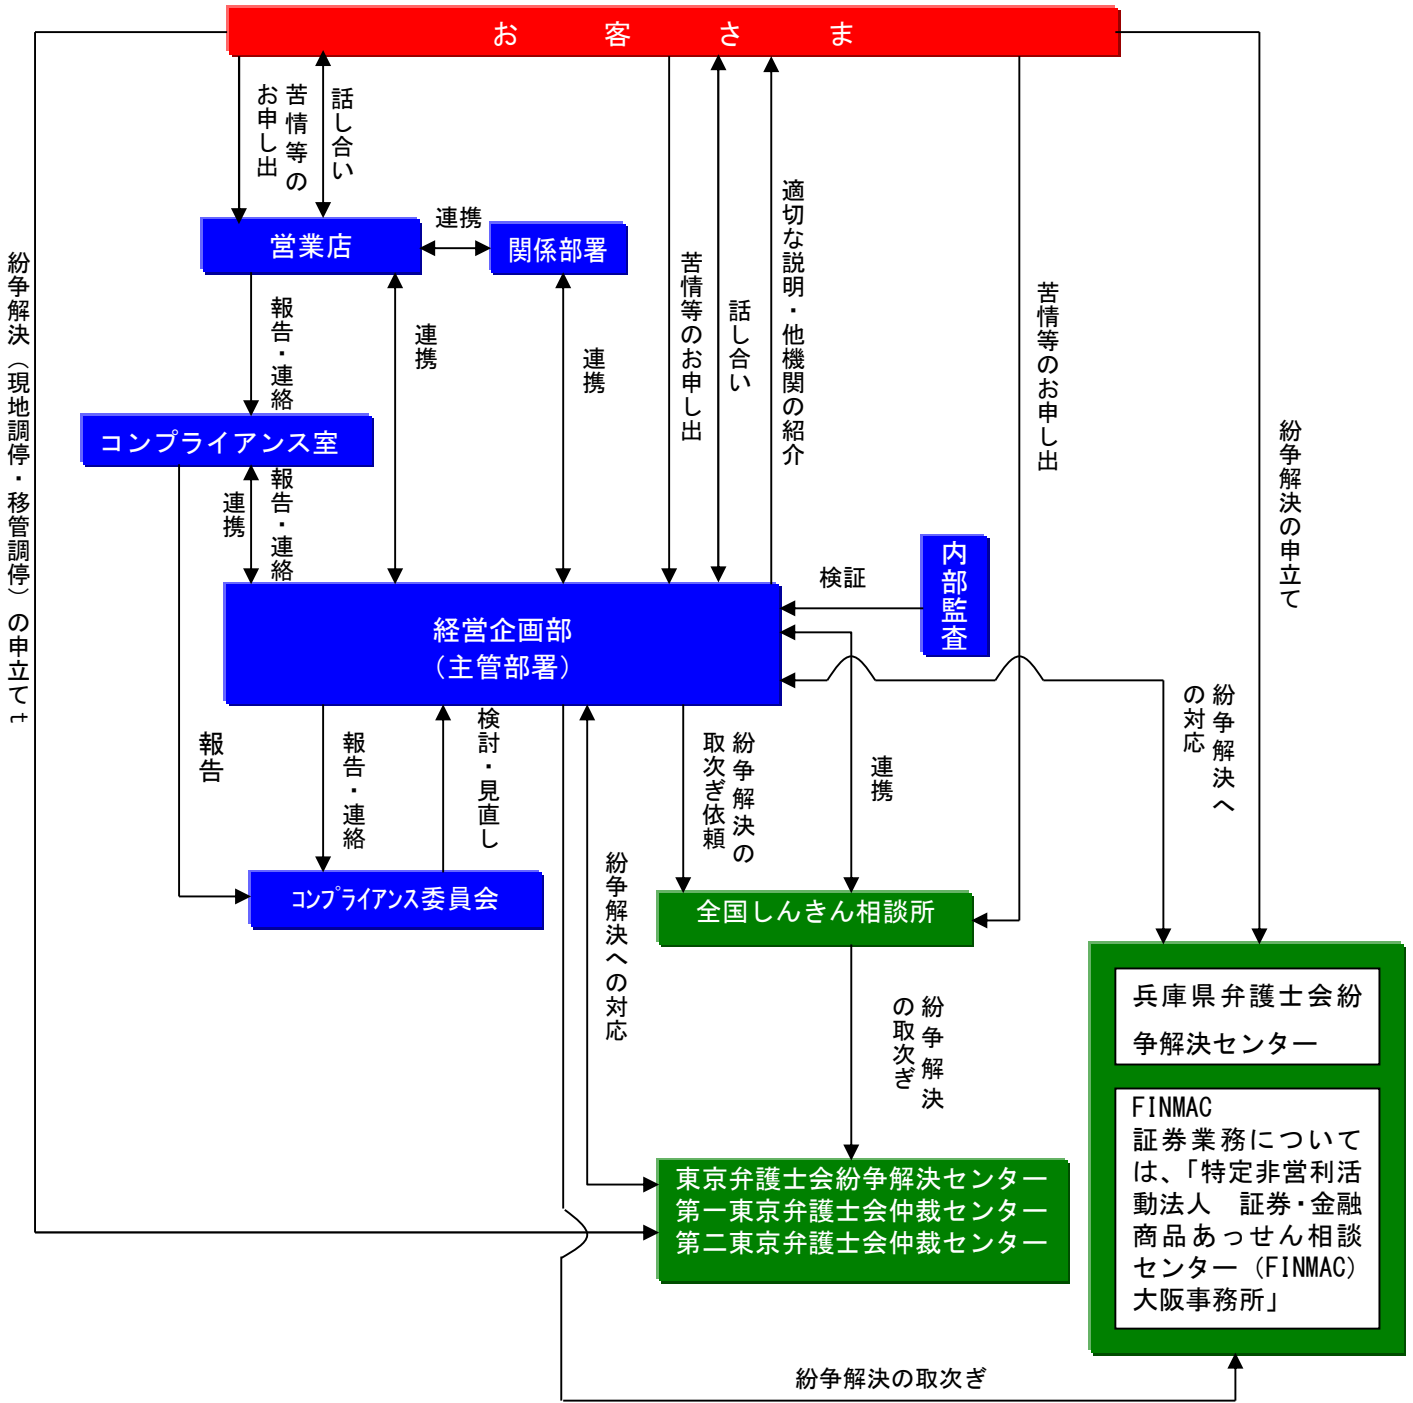 お客さま
苦情等の
お申し出
話し合い
営業店
連携
関係部署
報告・連絡
連携
連携
苦情等のお申し出
話し合い
適切な説明・他機関の紹介
苦情等のお申し出
紛争解決の申立て
紛争解決（現地調停・移管調停）の申立てt
コンプライアンス室
連携
報告・連絡
内部監査
検証
経営企画部
（主管部署）
報告
報告・連絡
検討・見直し
紛争解決の
取次ぎ依頼
連携
紛争解決へ
の対応
コンプライアンス委員会
紛争解決への対応
全国しんきん相談所
紛争解決
の取次ぎ
兵庫県弁護士会紛
争解決センター
FINMAC
証券業務について
は、「特定非営利活
動法人　証券・金融
商品あっせん相談
センター（FINMAC）
大阪事務所」
東京弁護士会紛争解決センター
第一東京弁護士会仲裁センター
第二東京弁護士会仲裁センター
紛争解決の取次ぎ